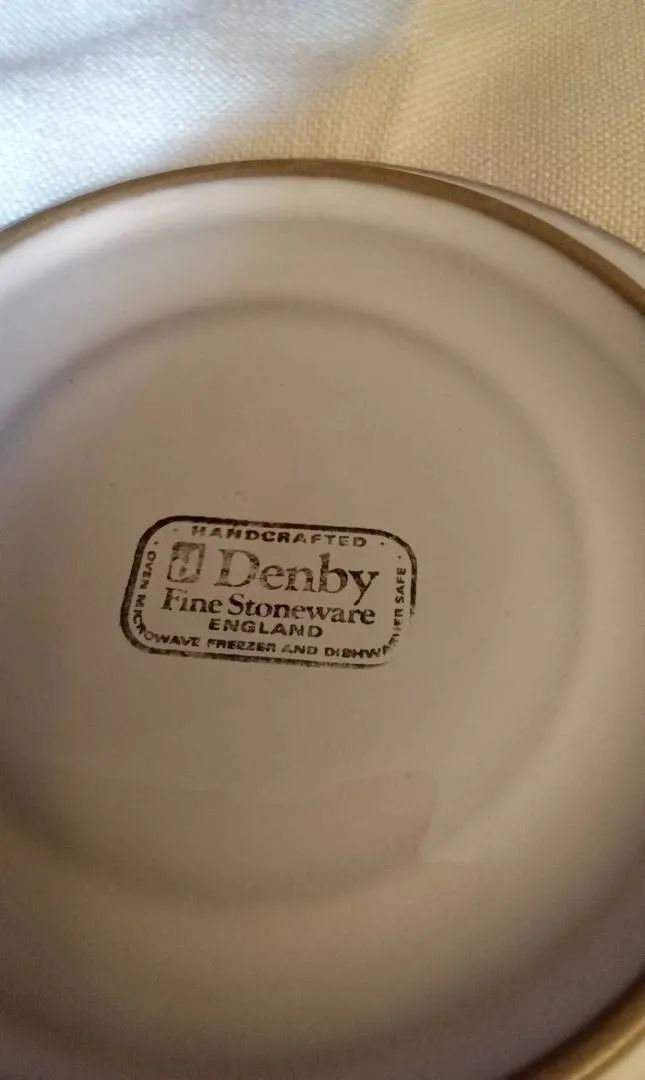 HANDCRAFTED
Denby
Fine Stoneware
ENGLAND
OVEN MICROWAVE FREEZER AND DISHWASHER SAFE